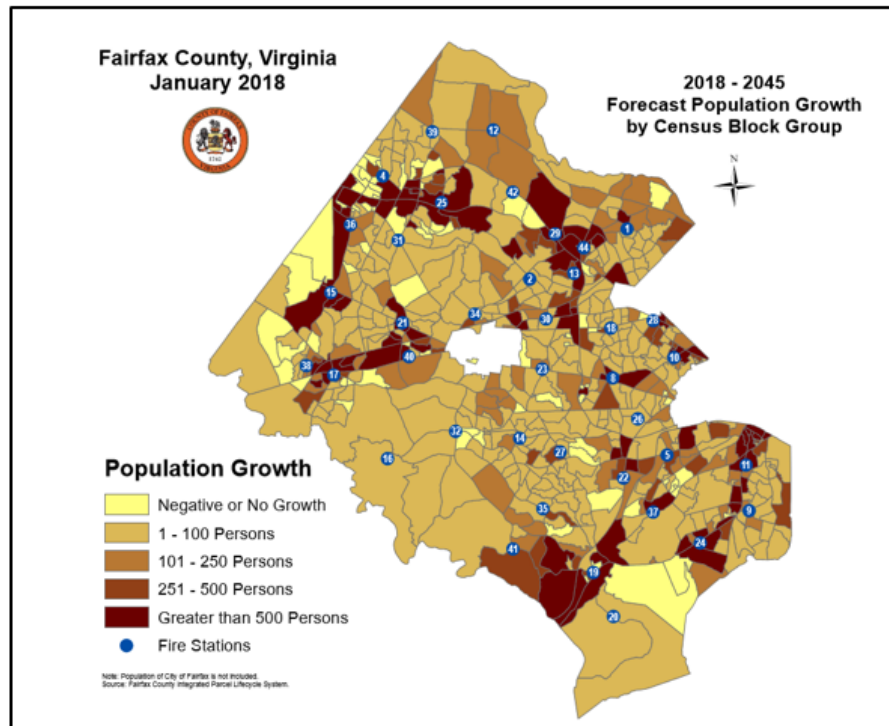 Fairfax County, Virginia
January 2018
2018 - 2045
Forecast Population Growth
by Census Block Group
N
39
12
4
25
42
36
31
29
1
44
15
2
13
21
34
30
18
28
40
10
38
17
23
8
26
32
14
16
27
5
11
22
35
37
9
24
41
19
20
Population Growth
Negative or No Growth
1 - 100 Persons
101 - 250 Persons
251 - 500 Persons
Greater than 500 Persons
Fire Stations
Note: Population of City of Fairfax is not included.
Source: Fairfax County Integrated Parcel Lifecycle System.